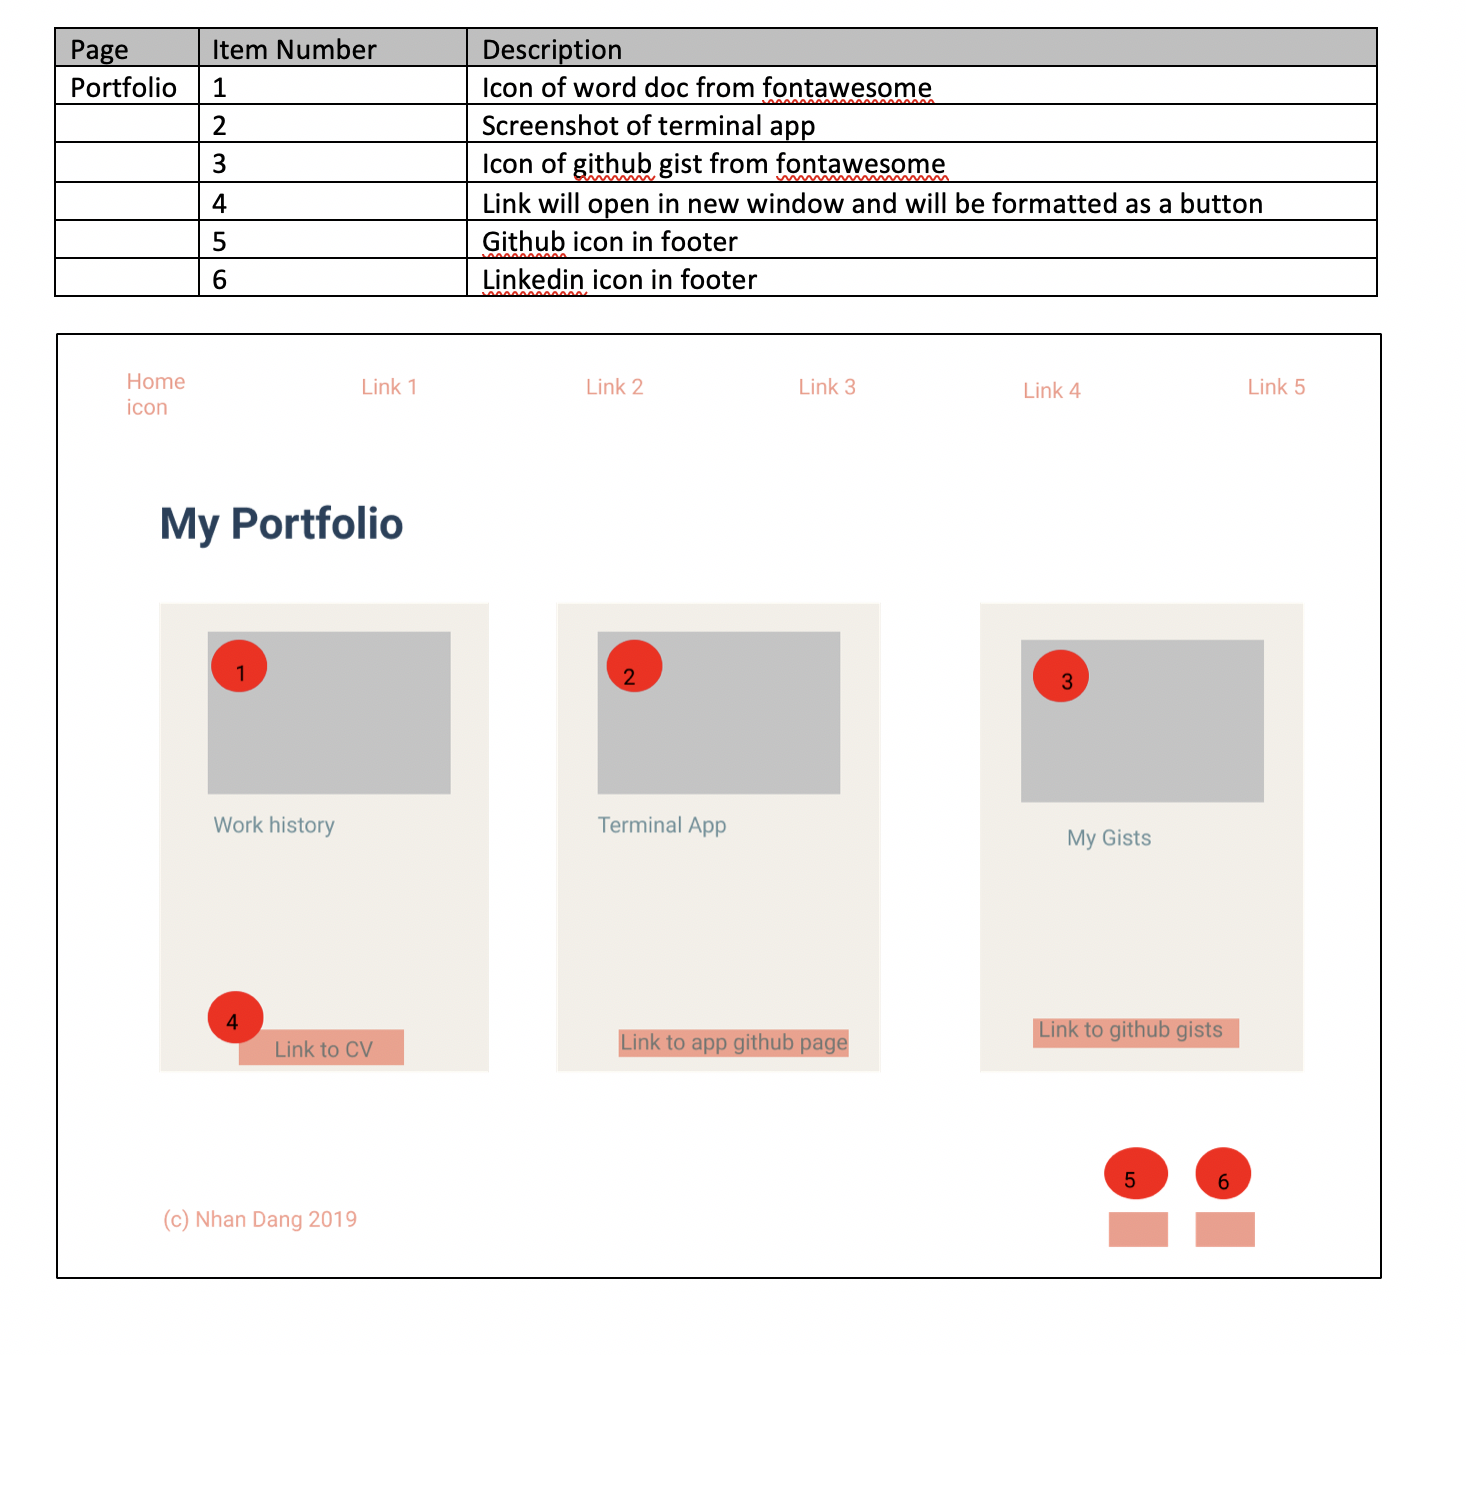 Page Item Number Description
Portfolio 1 Icon of word doc from fontawesome
2 Screenshot of terminal app
3 Icon of github gist from fontawesome
4 Link will open in new window and will be formatted as a button
5 Github icon in footer
6 Linkedin icon in footer
Home
icon
Link 1
Link 2
Link 3
Link 4
Link 5
My Portfolio
1
Work history
4
Link to CV
2
Terminal App
Link to app github page
3
My Gists
Link to github gists
5
6
(c) Nhan Dang 2019